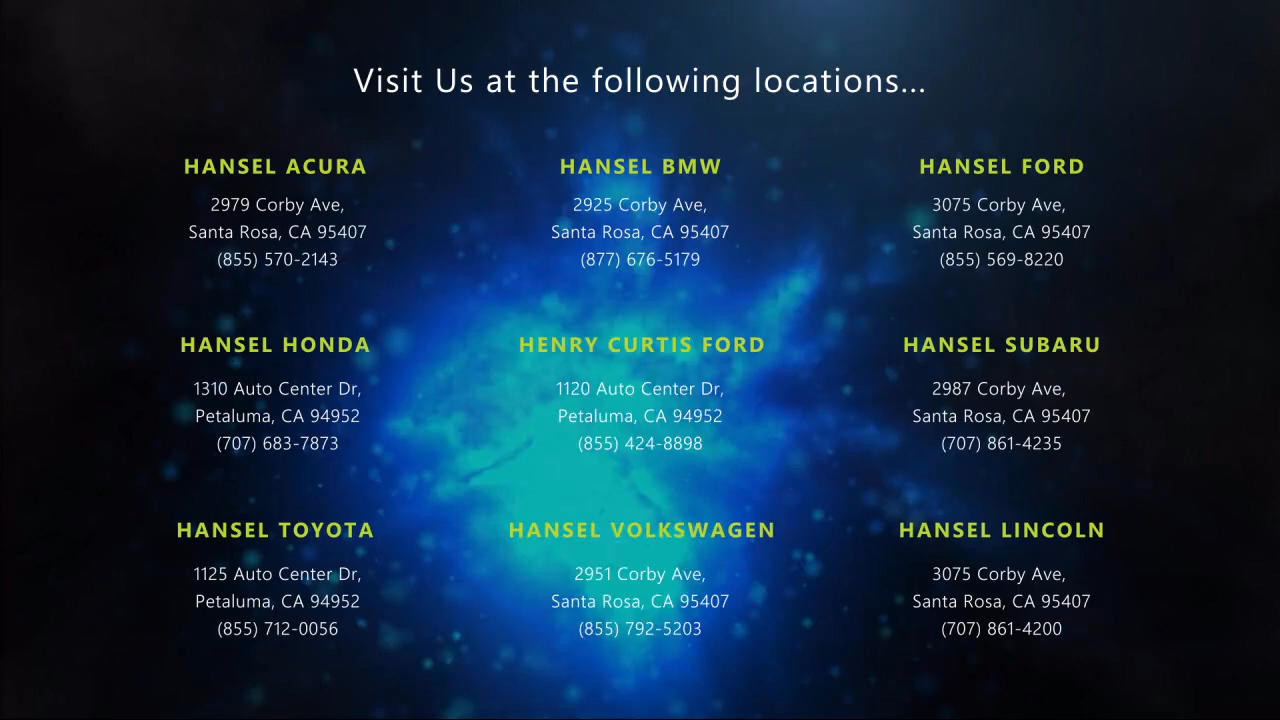 Visit Us at the following locations...
HANSEL ACURA
2979 Corby Ave,
Santa Rosa, CA 95407
(855) 570-2143
HANSEL BMW
2925 Corby Ave,
Santa Rosa, CA 95407
(877) 676-5179
HANSEL FORD
3075 Corby Ave,
Santa Rosa, CA 95407
(855) 569-8220
HANSEL HONDA
1310 Auto Center Dr,
Petaluma, CA 94952
(707) 683-7873
HENRY CURTIS FORD
1120 Auto Center Dr,
Petaluma, CA 94952
(855) 424-8898
HANSEL SUBARU
2987 Corby Ave,
Santa Rosa, CA 95407
(707) 861-4235
HANSEL TOYOTA
1125 Auto Center Dr,
Petaluma, CA 94952
(855) 712-0056
HANSEL VOLKSWAGEN
2951 Corby Ave,
Santa Rosa, CA 95407
(855) 792-5203
HANSEL LINCOLN
3075 Corby Ave,
Santa Rosa, CA 95407
(707) 861-4200